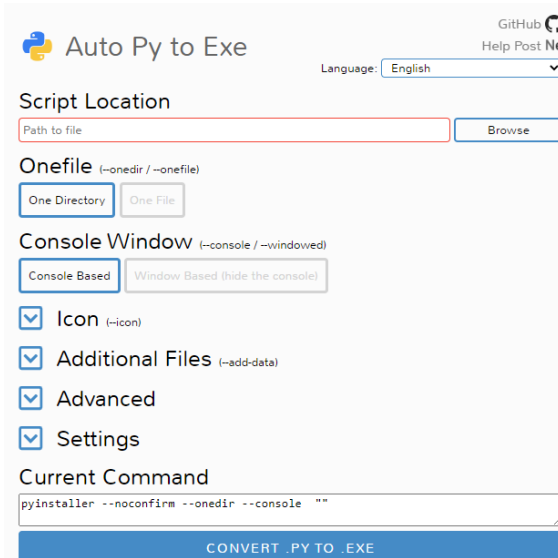 GitHub
Auto Py to Exe
Help Post
Language: English
Script Location
Path to file Browse
Onefile (--onedir / --onefile)
One Directory One File
Console Window (--console / --windowed)
Console Based Window Based (hide the console)
Icon (--icon)
Additional Files (--add-data)
Advanced
Settings
Current Command
pyinstaller --noconfirm --onedir --console  ""
CONVERT .PY TO .EXE